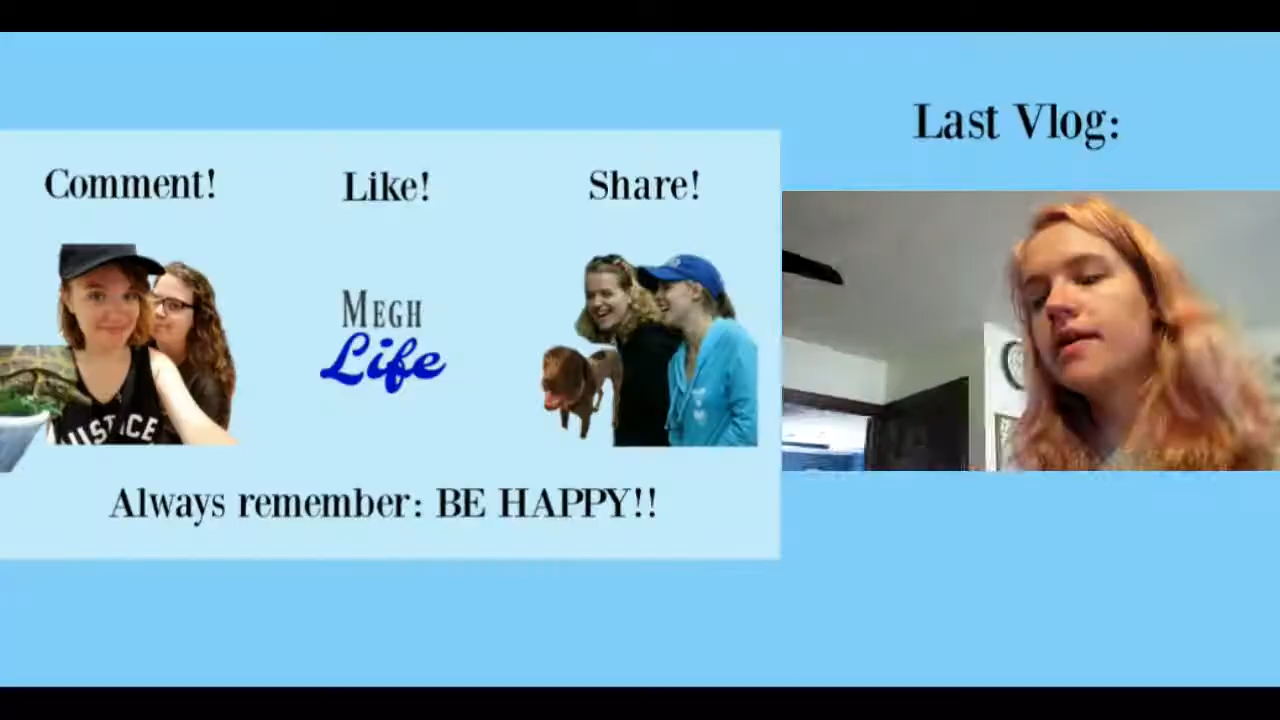 Last Vlog:
Comment!
Like!
Share!
MEGH
Life
JUSTICE
Always remember: BE HAPPY!!